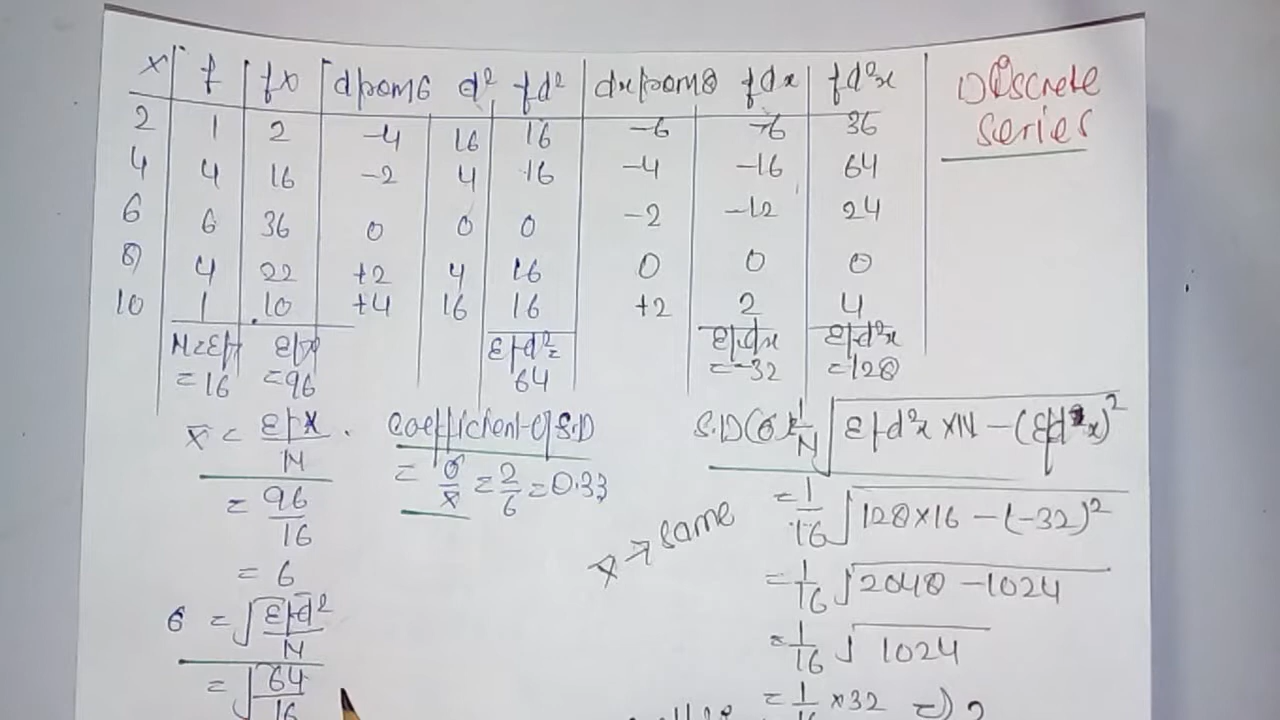 x f fx d from 6 d² fd² dx from 8 fdx fd²x
Discrete
series
2 1 2 -4 16 16 -6 -6 36
4 4 16 -2 4 16 -4 -16 64
6 6 36 0 0 0 -2 -12 24
8 4 22 +2 4 16 0 0 0
10 1 10 +4 16 16 +2 2 4
N=Σf Σfx Σfd²= Σfdx Σfd²x
= 16 =96 64 =-32 =128
x̄ = Σfx
N
= 96
16
= 6
σ = √Σfd²
N
= √64
16
Coefficient of S.D
= σ/x̄ = 2/6 = 0.33
x̄ → same
S.D(σ)= 1/N √Σfd²x ×N - (Σfd²x)²
= 1/16 √128×16 - (-32)²
= 1/16 √2048 - 1024
= 1/16 √1024
= 1/16 ×32 => 2